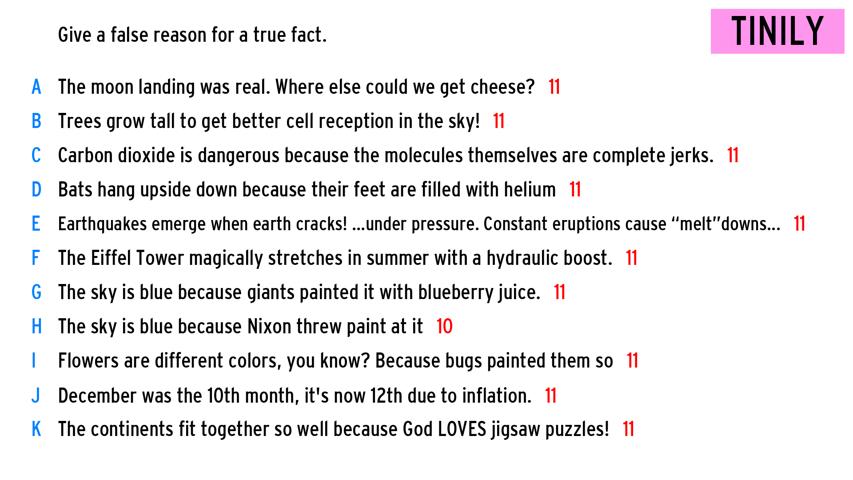 Give a false reason for a true fact.
TINILY
A The moon landing was real. Where else could we get cheese? 11
B Trees grow tall to get better cell reception in the sky! 11
C Carbon dioxide is dangerous because the molecules themselves are complete jerks. 11
D Bats hang upside down because their feet are filled with helium 11
E Earthquakes emerge when earth cracks! ...under pressure. Constant eruptions cause “melt”downs... 11
F The Eiffel Tower magically stretches in summer with a hydraulic boost. 11
G The sky is blue because giants painted it with blueberry juice. 11
H The sky is blue because Nixon threw paint at it 10
I Flowers are different colors, you know? Because bugs painted them so 11
J December was the 10th month, it's now 12th due to inflation. 11
K The continents fit together so well because God LOVES jigsaw puzzles! 11